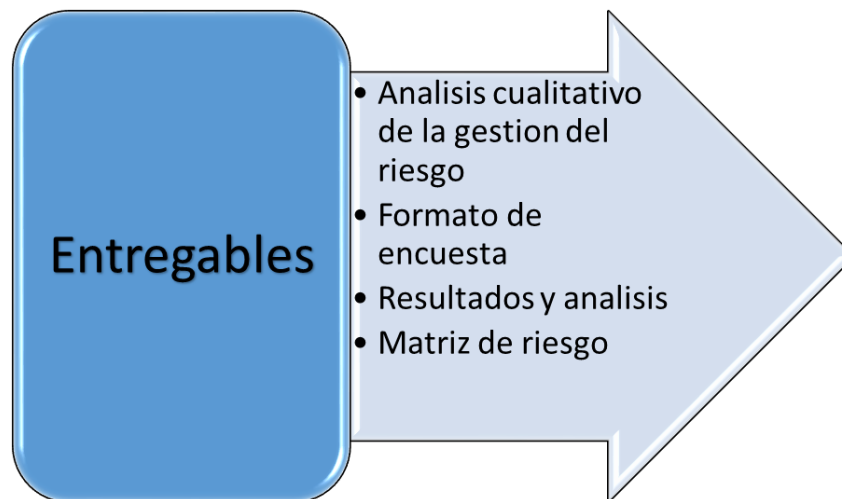 Entregables
• Analisis cualitativo
de la gestion del
riesgo
• Formato de
encuesta
• Resultados y analisis
• Matriz de riesgo